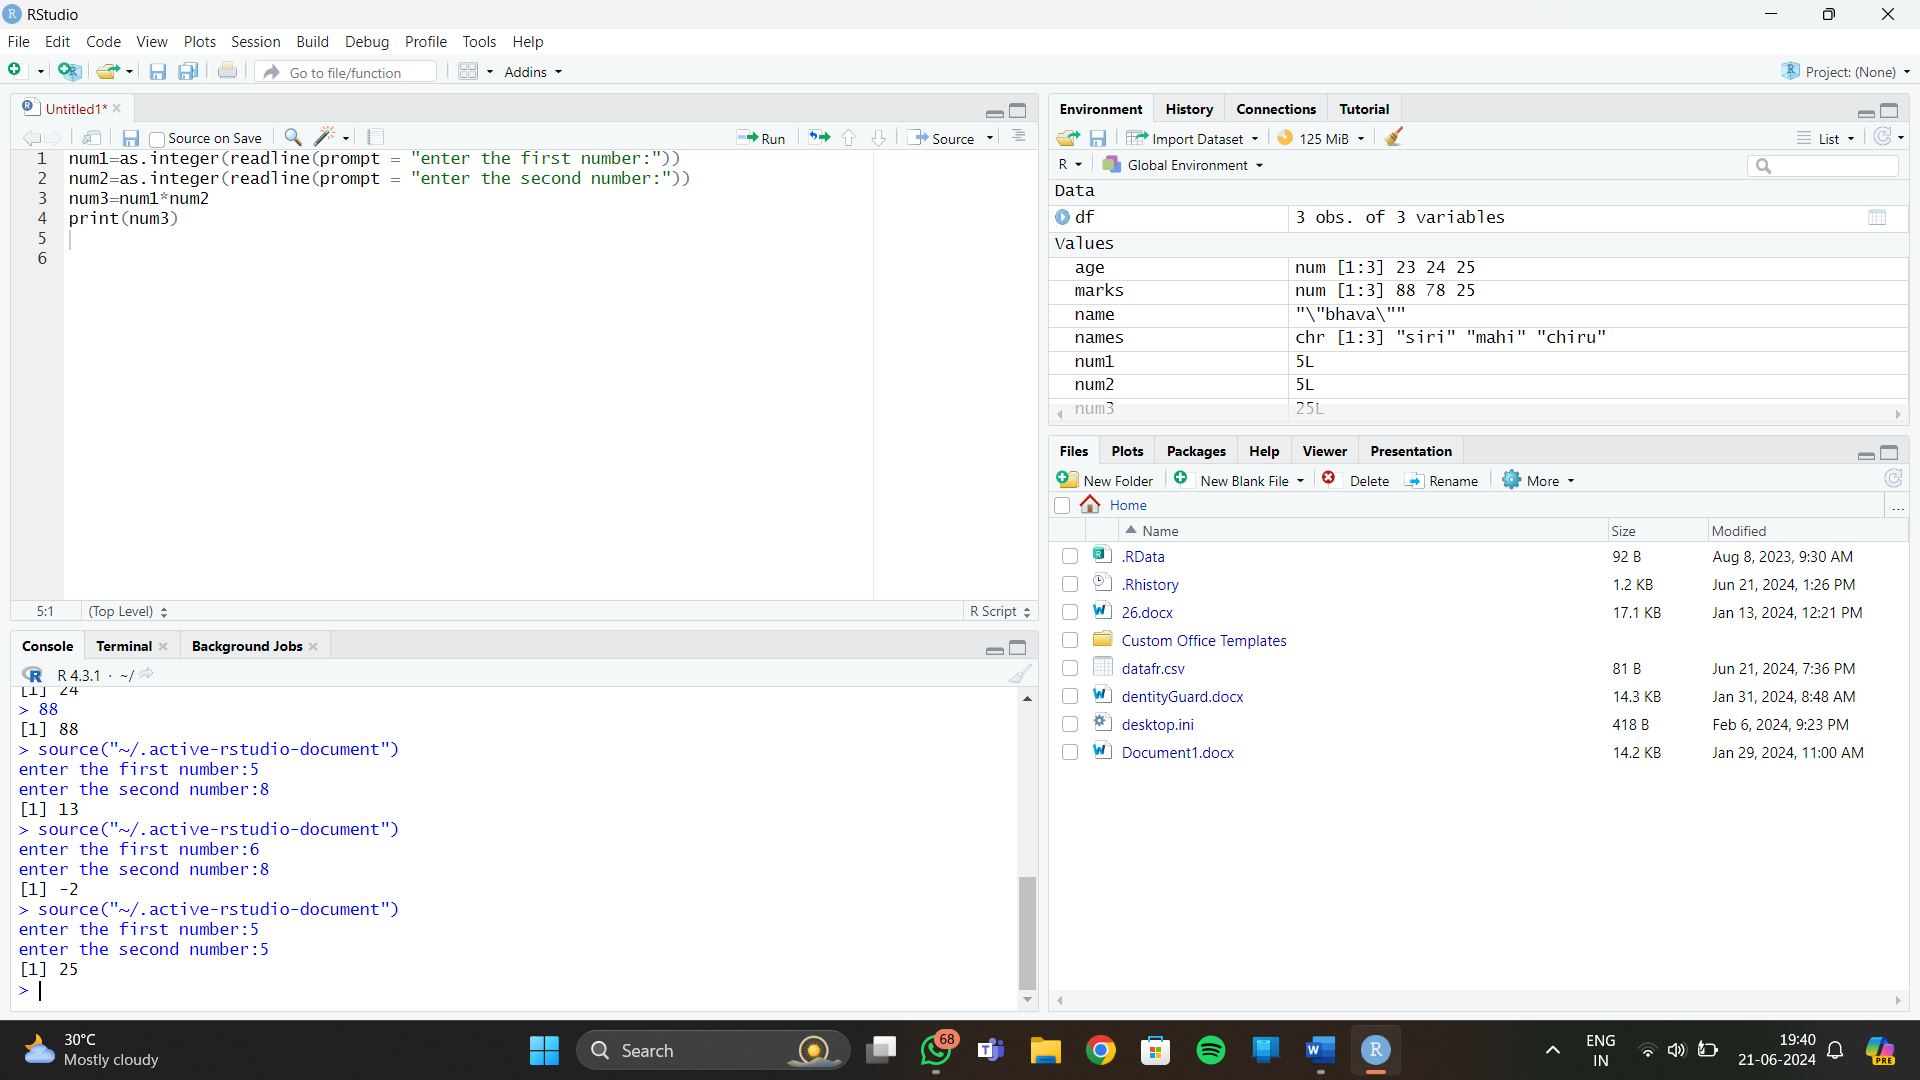 RStudio
File Edit Code View Plots Session Build Debug Profile Tools Help
Go to file/function Addins Project: (None)
Untitled1*
Source on Save Run Source
1 num1=as.integer(readline(prompt = "enter the first number:"))
2 num2=as.integer(readline(prompt = "enter the second number:"))
3 num3=num1*num2
4 print(num3)
5
6
5:1 (Top Level) R Script
Console Terminal Background Jobs
R 4.3.1 · ~/
[1] 24
> 88
[1] 88
> source("~/.active-rstudio-document")
enter the first number:5
enter the second number:8
[1] 13
> source("~/.active-rstudio-document")
enter the first number:6
enter the second number:8
[1] -2
> source("~/.active-rstudio-document")
enter the first number:5
enter the second number:5
[1] 25
>
Environment History Connections Tutorial
Import Dataset 125 MiB List
R Global Environment
Data
df 3 obs. of 3 variables
Values
age num [1:3] 23 24 25
marks num [1:3] 88 78 25
name "\"bhava\""
names chr [1:3] "siri" "mahi" "chiru"
num1 5L
num2 5L
num3 25L
Files Plots Packages Help Viewer Presentation
New Folder New Blank File Delete Rename More
Home ...
Name Size Modified
.RData 92 B Aug 8, 2023, 9:30 AM
.Rhistory 1.2 KB Jun 21, 2024, 1:26 PM
26.docx 17.1 KB Jan 13, 2024, 12:21 PM
Custom Office Templates
datafr.csv 81 B Jun 21, 2024, 7:36 PM
dentityGuard.docx 14.3 KB Jan 31, 2024, 8:48 AM
desktop.ini 418 B Feb 6, 2024, 9:23 PM
Document1.docx 14.2 KB Jan 29, 2024, 11:00 AM
30°C
Mostly cloudy
Search
68
ENG
IN
19:40
21-06-2024
PRE